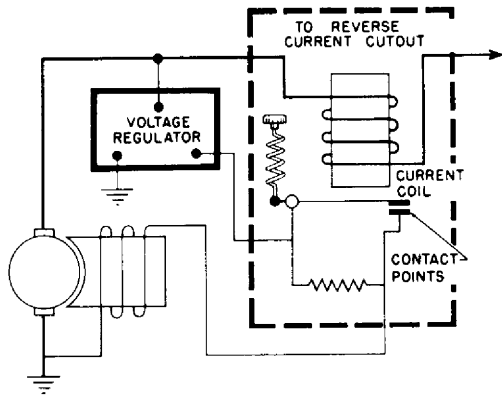 TO REVERSE
CURRENT CUTOUT
VOLTAGE
REGULATOR
CURRENT
COIL
CONTACT
POINTS